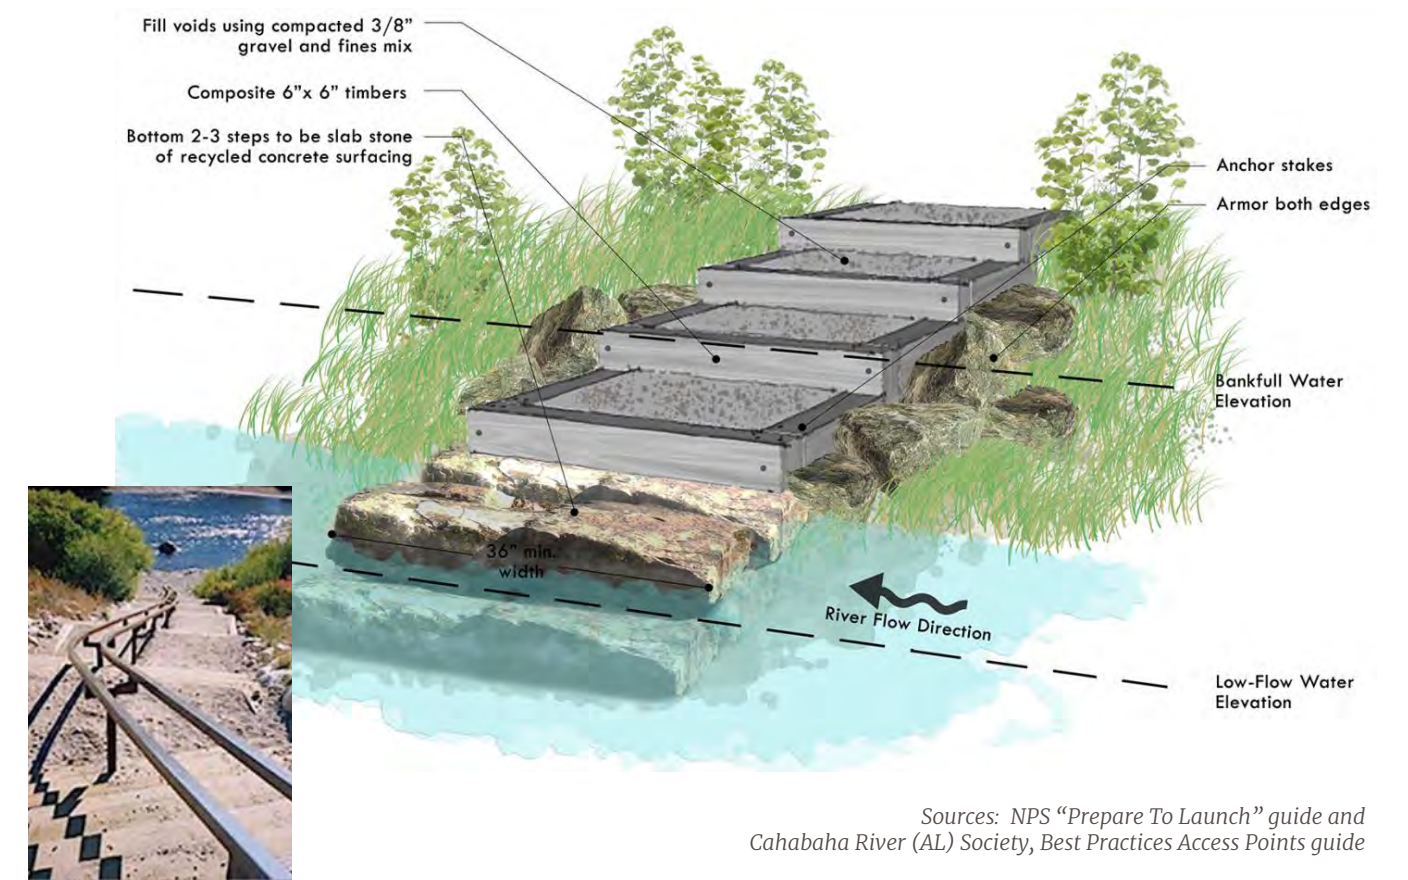 Fill voids using compacted 3/8”
gravel and fines mix
Composite 6”x 6” timbers
Bottom 2-3 steps to be slab stone
of recycled concrete surfacing
Anchor stakes
Armor both edges
Bankfull Water
Elevation
36” min.
width
River Flow Direction
Low-Flow Water
Elevation
Sources:  NPS “Prepare To Launch” guide and
Cahabaha River (AL) Society, Best Practices Access Points guide